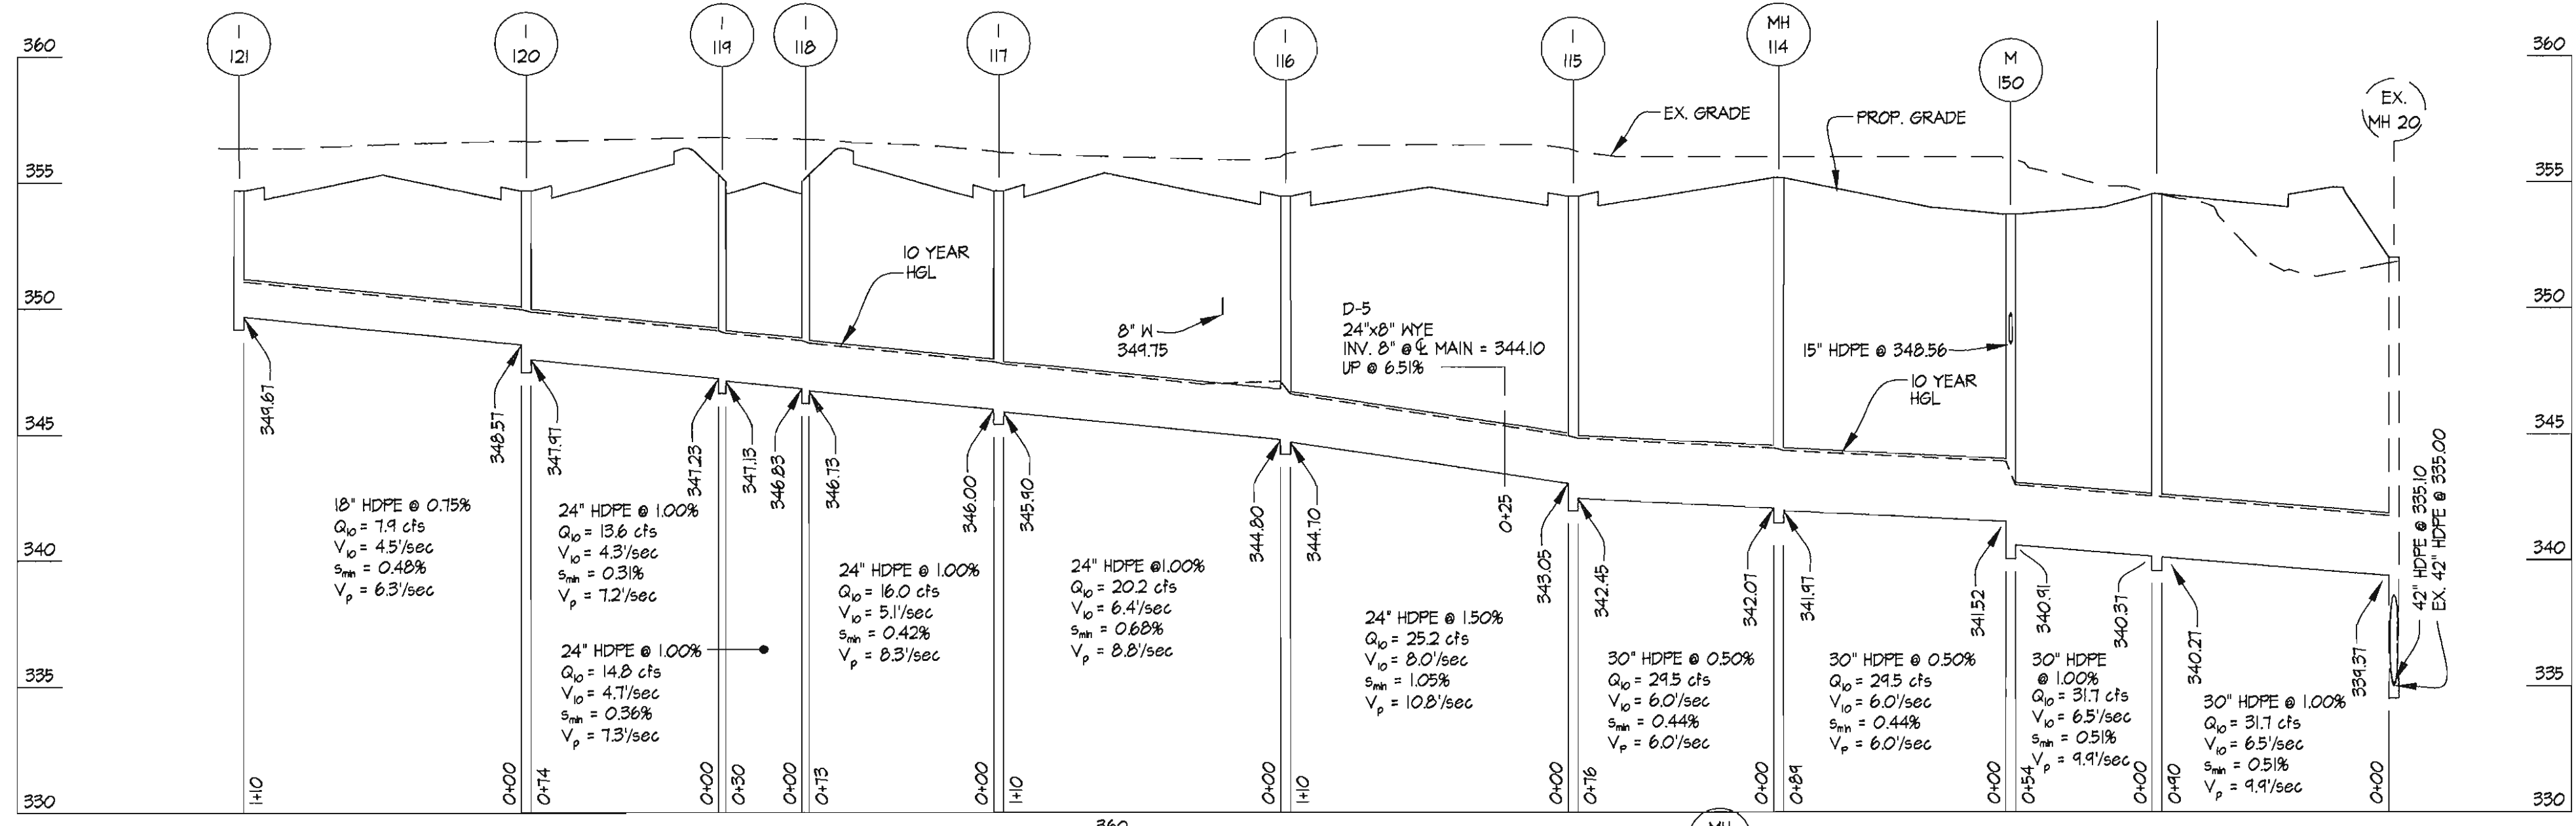 I
121
I
120
I
119
I
118
I
117
I
116
I
115
MH
114
M
150
EX.
MH 20
360
355
350
345
340
335
330
360
355
350
345
340
335
330
EX. GRADE
PROP. GRADE
10 YEAR
HGL
8" W
349.75
D-5
24"x8" WYE
INV. 8" @ ℄ MAIN = 344.10
UP @ 6.51%
0+25
15" HDPE @ 348.56
10 YEAR
HGL
349.67
348.57
347.97
347.23
347.13
346.83
346.73
346.00
345.90
344.80
344.70
343.05
342.45
342.07
341.97
341.52
340.91
340.37
340.27
339.37
42" HDPE @ 335.10
EX. 42" HDPE @ 335.00
18" HDPE @ 0.75%
Q10 = 7.9 cfs
V10 = 4.5'/sec
smin = 0.48%
Vp = 6.3'/sec
24" HDPE @ 1.00%
Q10 = 13.6 cfs
V10 = 4.3'/sec
smin = 0.31%
Vp = 7.2'/sec
24" HDPE @ 1.00%
Q10 = 14.8 cfs
V10 = 4.7'/sec
smin = 0.36%
Vp = 7.3'/sec
24" HDPE @ 1.00%
Q10 = 16.0 cfs
V10 = 5.1'/sec
smin = 0.42%
Vp = 8.3'/sec
24" HDPE @1.00%
Q10 = 20.2 cfs
V10 = 6.4'/sec
smin = 0.68%
Vp = 8.8'/sec
24" HDPE @ 1.50%
Q10 = 25.2 cfs
V10 = 8.0'/sec
smin = 1.05%
Vp = 10.8'/sec
30" HDPE @ 0.50%
Q10 = 29.5 cfs
V10 = 6.0'/sec
smin = 0.44%
Vp = 6.0'/sec
30" HDPE @ 0.50%
Q10 = 29.5 cfs
V10 = 6.0'/sec
smin = 0.44%
Vp = 6.0'/sec
30" HDPE
@ 1.00%
Q10 = 31.7 cfs
V10 = 6.5'/sec
smin = 0.51%
Vp = 9.9'/sec
30" HDPE @ 1.00%
Q10 = 31.7 cfs
V10 = 6.5'/sec
smin = 0.51%
Vp = 9.9'/sec
1+10
0+00
0+74
0+00
0+30
0+00
0+73
0+00
1+10
0+00
1+10
0+00
0+76
0+00
0+89
0+00
0+54
0+00
0+90
0+00
360
MH